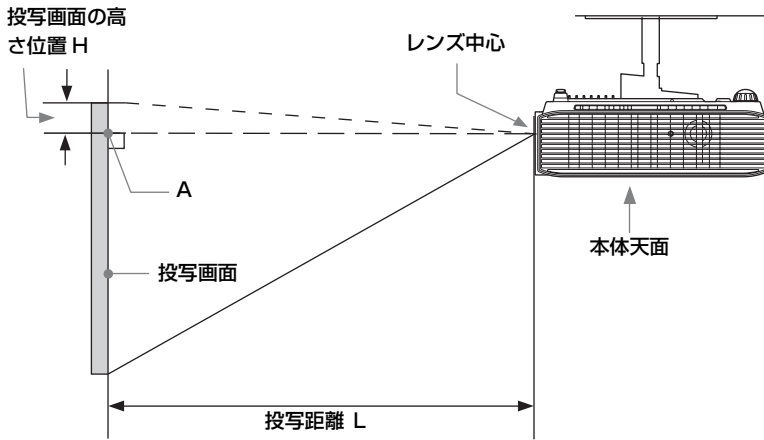 投写画面の高
さ位置 H
レンズ中心
A
本体天面
投写画面
投写距離 L